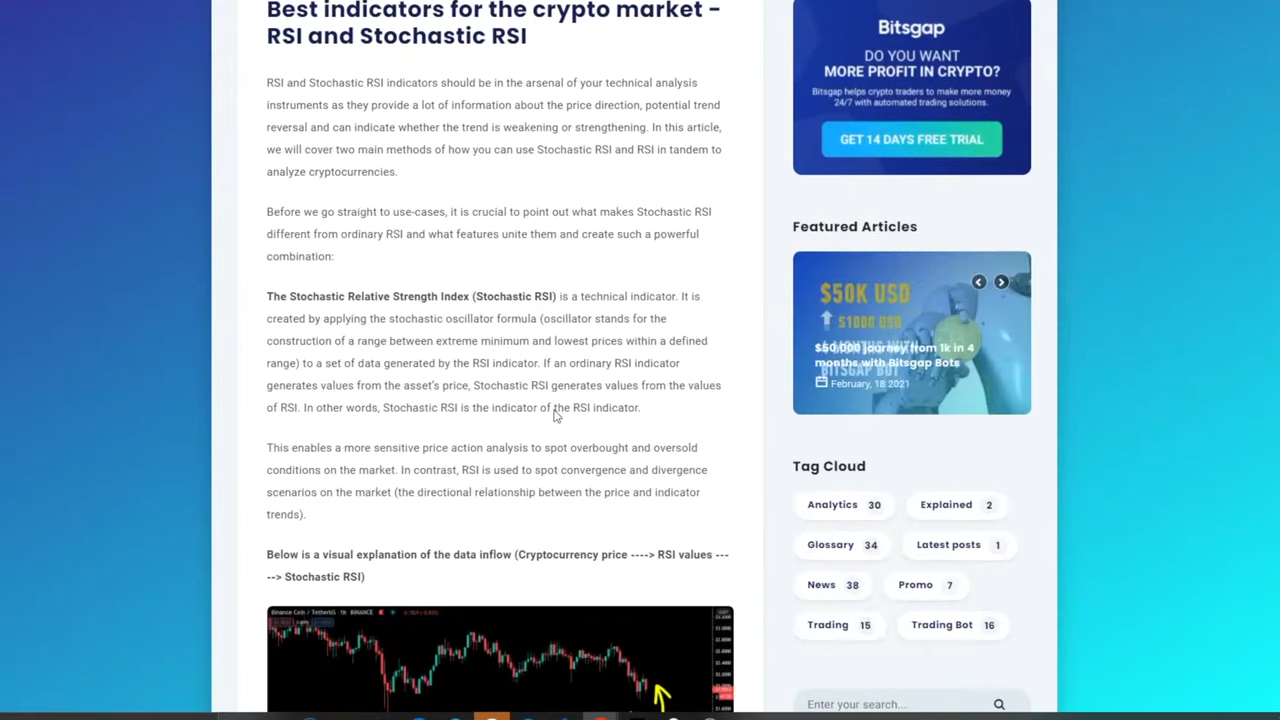 Best indicators for the crypto market –
RSI and Stochastic RSI
RSI and Stochastic RSI indicators should be in the arsenal of your technical analysis
instruments as they provide a lot of information about the price direction, potential trend
reversal and can indicate whether the trend is weakening or strengthening. In this article,
we will cover two main methods of how you can use Stochastic RSI and RSI in tandem to
analyze cryptocurrencies.
Before we go straight to use-cases, it is crucial to point out what makes Stochastic RSI
different from ordinary RSI and what features unite them and create such a powerful
combination:
The Stochastic Relative Strength Index (Stochastic RSI) is a technical indicator. It is
created by applying the stochastic oscillator formula (oscillator stands for the
construction of a range between extreme minimum and lowest prices within a defined
range) to a set of data generated by the RSI indicator. If an ordinary RSI indicator
generates values from the asset's price, Stochastic RSI generates values from the values
of RSI. In other words, Stochastic RSI is the indicator of the RSI indicator.
This enables a more sensitive price action analysis to spot overbought and oversold
conditions on the market. In contrast, RSI is used to spot convergence and divergence
scenarios on the market (the directional relationship between the price and indicator
trends).
Below is a visual explanation of the data inflow (Cryptocurrency price ----> RSI values ---
--> Stochastic RSI)
Binance Coin / TetherUS 1h BINANCE
Bitsgap
DO YOU WANT
MORE PROFIT IN CRYPTO?
Bitsgap helps crypto traders to make more money
24/7 with automated trading solutions.
GET 14 DAYS FREE TRIAL
Featured Articles
$50K USD
$1000 USD
MONTHS WITH
BITSGAP BOT
$50,000 journey from 1k in 4
months with Bitsgap Bots
February, 18 2021
Tag Cloud
Analytics 30
Explained 2
Glossary 34
Latest posts 1
News 38
Promo 7
Trading 15
Trading Bot 16
Enter your search...